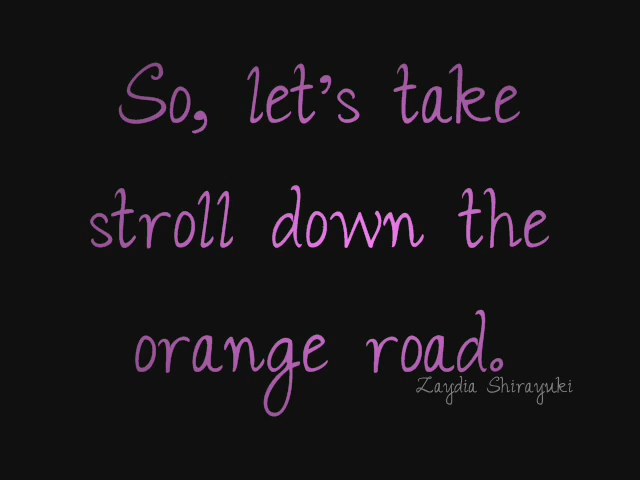 So, let's take
stroll down the
orange road.
Zaydia Shirayuki